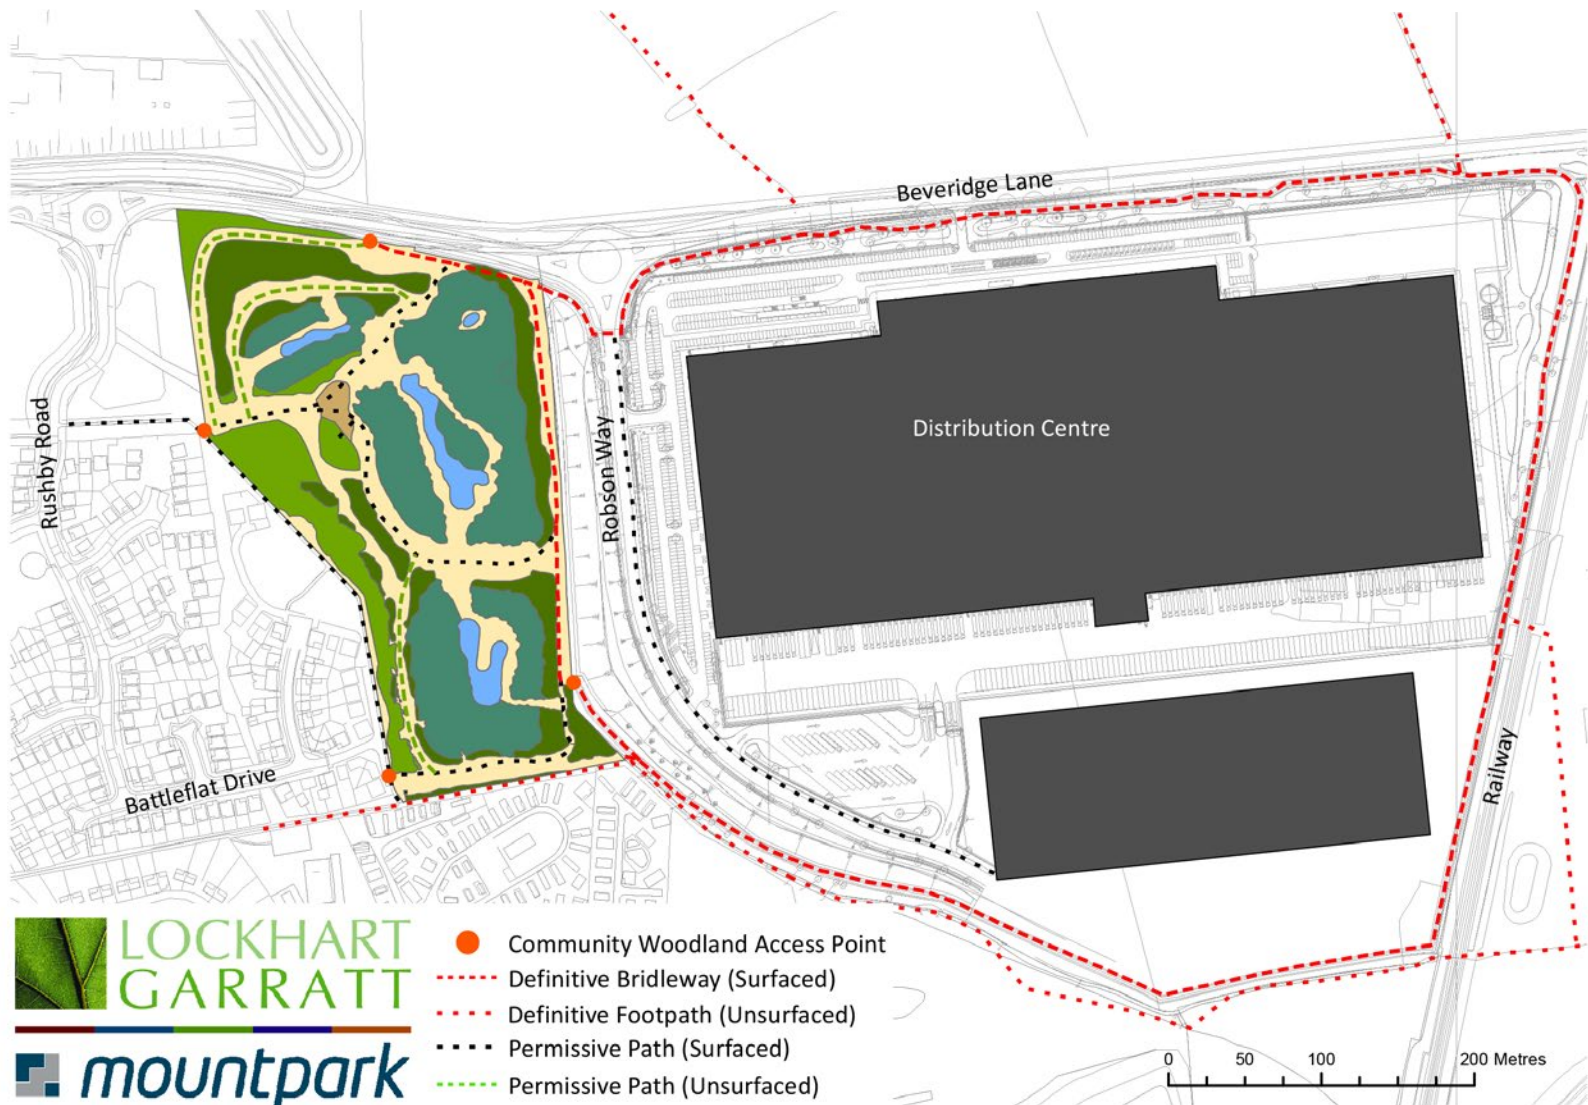 Beveridge Lane
Distribution Centre
Rushby Road
Robson Way
Railway
Battleflat Drive
LOCKHART
GARRATT
mountpark
Community Woodland Access Point
Definitive Bridleway (Surfaced)
Definitive Footpath (Unsurfaced)
Permissive Path (Surfaced)
Permissive Path (Unsurfaced)
0 50 100 200 Metres